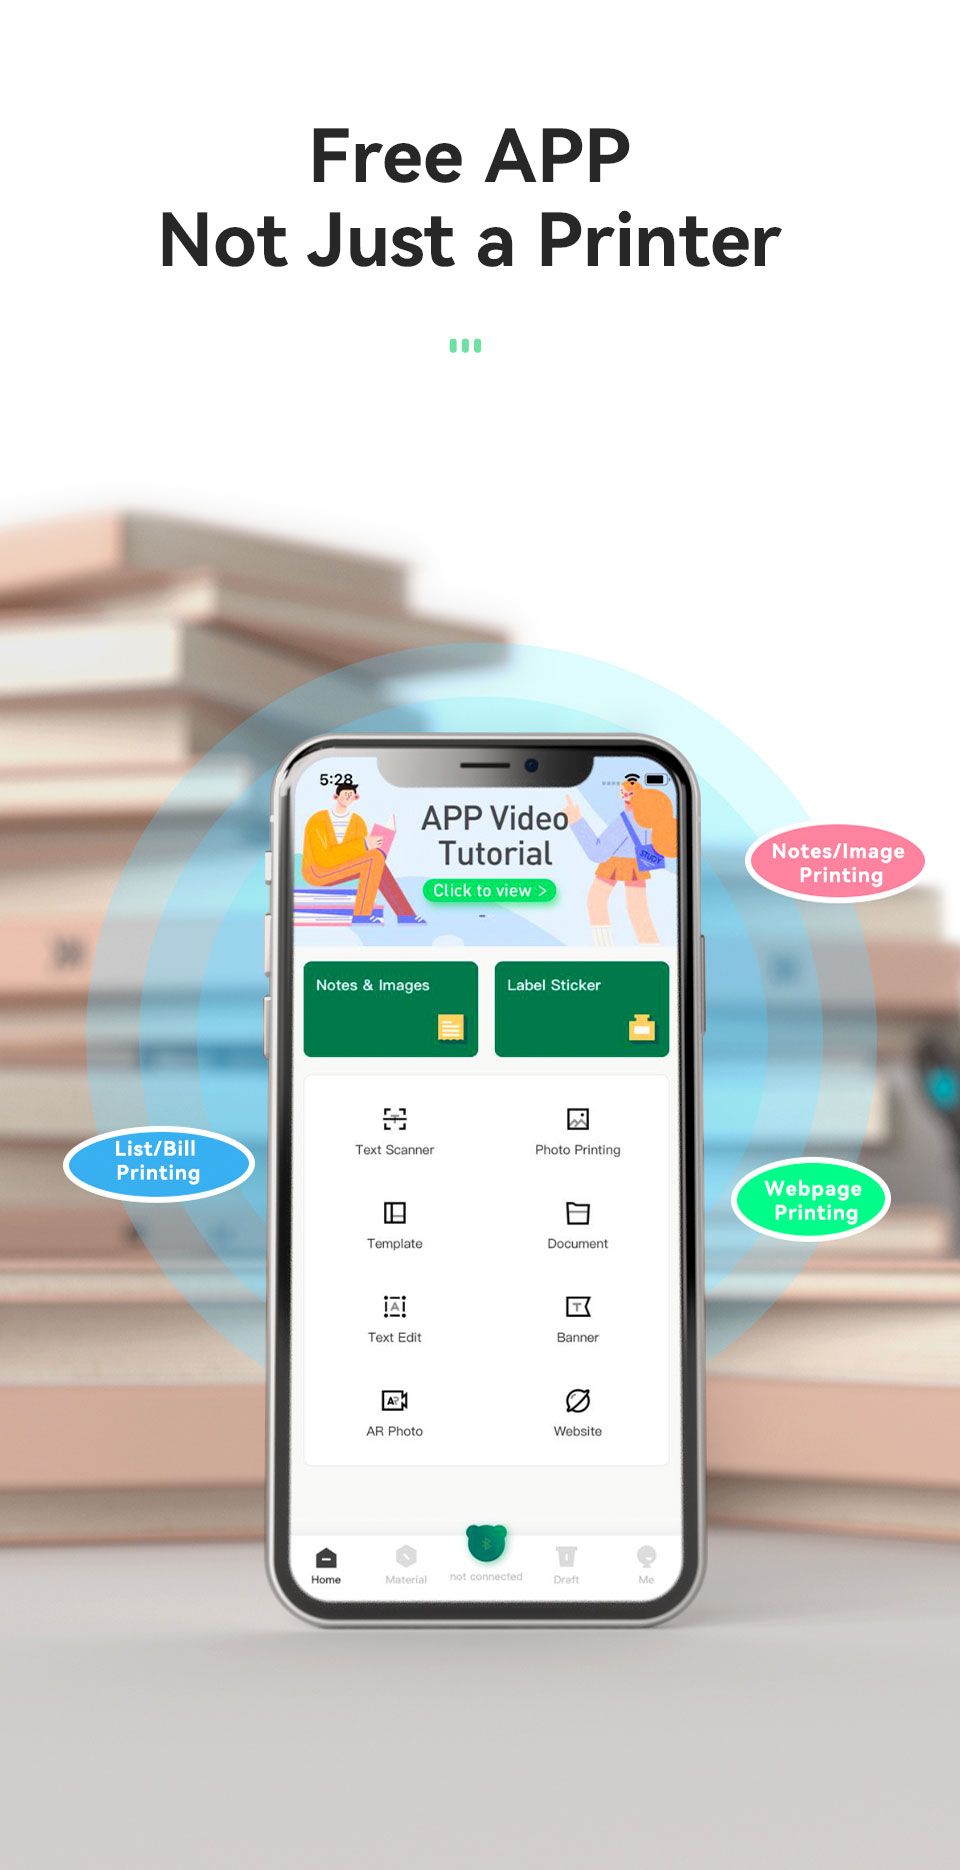 Free APP
Not Just a Printer
5:28
APP Video
Tutorial
Click to view >
STUDY
Notes/Image
Printing
Notes & Images
Label Sticker
Text Scanner
Photo Printing
List/Bill
Printing
Webpage
Printing
Template
Document
Text Edit
Banner
AR Photo
Website
Home
Material
not connected
Draft
Me